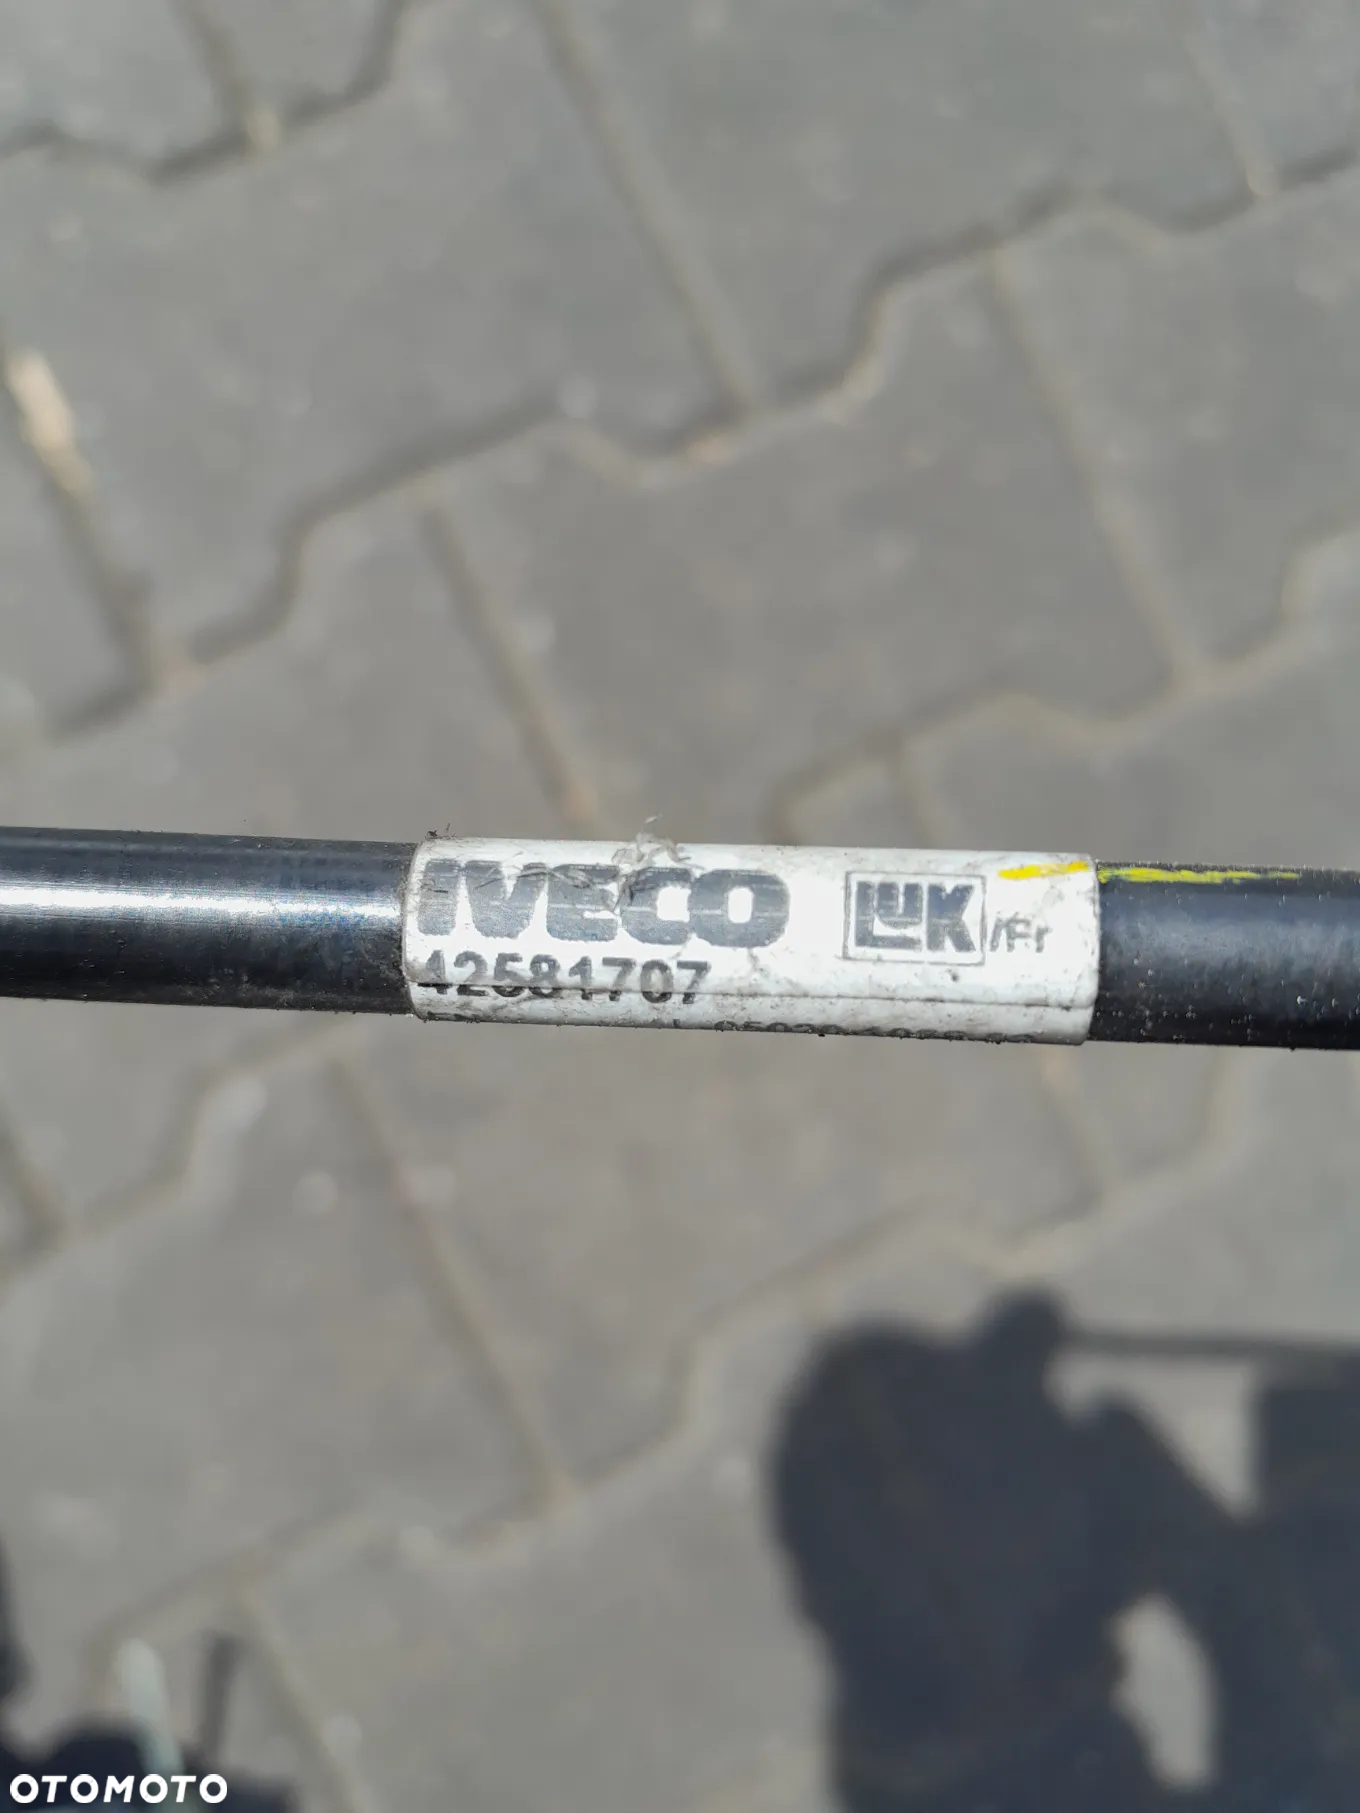 IVECO LuK /Fr
42581707
OTOMOTO